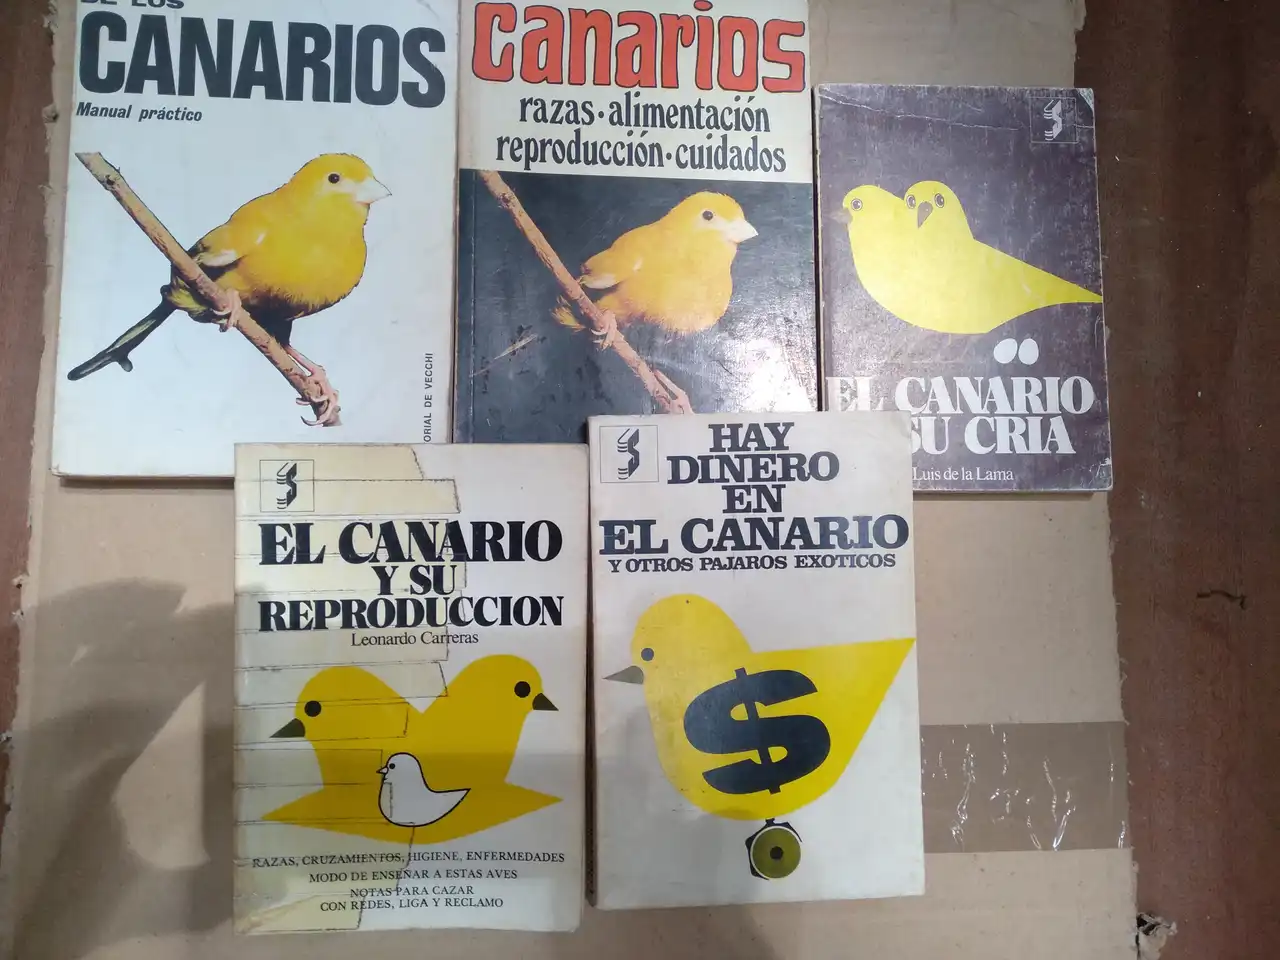 DE LOS
CANARIOS
Manual práctico
ORIAL DE VECCHI
canarios
razas·alimentación
reproducción·cuidados
EL CANARIO
SU CRIA
Luis de la Lama
EL CANARIO
Y SU
REPRODUCCION
Leonardo Carreras
RAZAS, CRUZAMIENTOS, HIGIENE, ENFERMEDADES
MODO DE ENSEÑAR A ESTAS AVES
NOTAS PARA CAZAR
CON REDES, LIGA Y RECLAMO
HAY
DINERO
EN
EL CANARIO
Y OTROS PAJAROS EXOTICOS
$